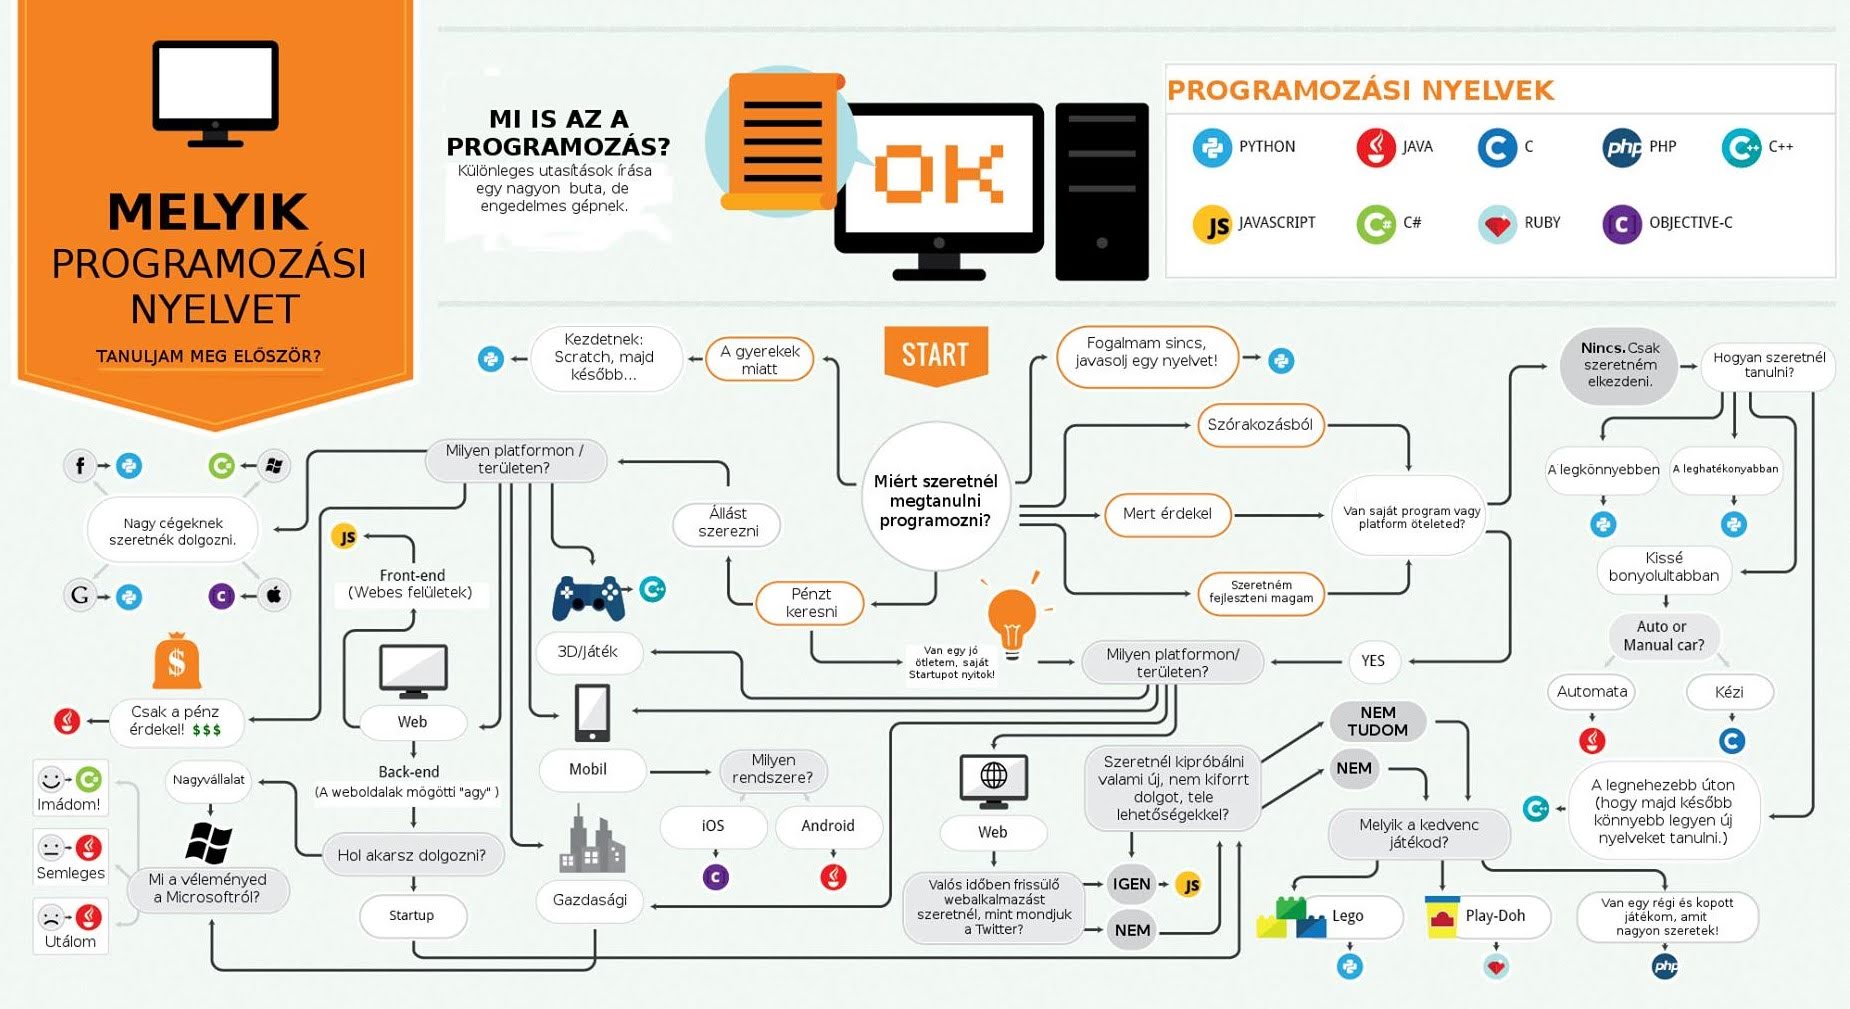 MELYIK
PROGRAMOZÁSI
NYELVET
TANULJAM MEG ELŐSZÖR?
MI IS AZ A
PROGRAMOZÁS?
Különleges utasítások írása
egy nagyon buta, de
engedelmes gépnek.
OK
PROGRAMOZÁSI NYELVEK
PYTHON
JAVA
C
C
php
PHP
C++
C++
JS
JAVASCRIPT
C#
C#
RUBY
[C]
OBJECTIVE-C
START
Kezdetnek:
Scratch, majd
később...
A gyerekek
miatt
Fogalmam sincs,
javasolj egy nyelvet!
Nincs. Csak
szeretném
elkezdeni.
Hogyan szeretnél
tanulni?
Szórakozásból
Milyen platformon /
területen?
Miért szeretnél
megtanulni
programozni?
A legkönnyebben
A leghatékonyabban
f
C#
Nagy cégeknek
szeretnék dolgozni.
G
C
JS
Állást
szerezni
Mert érdekel
Van saját program vagy
platform öteleted?
Front-end
(Webes felületek)
C++
Pénzt
keresni
Szeretném
fejleszteni magam
Kissé
bonyolultabban
3D/Játék
Van egy jó
ötletem, saját
Startupot nyitok!
Milyen platformon/
területen?
YES
Auto or
Manual car?
Automata
Kézi
C
$
Csak a pénz
érdekel! $$$
Web
NEM
TUDOM
NEM
Back-end
(A weboldalak mögötti "agy" )
Mobil
Milyen
rendszere?
Szeretnél kipróbálni
valami új, nem kiforrt
dolgot, tele
lehetőségekkel?
A legnehezebb úton
(hogy majd később
könnyebb legyen új
nyelveket tanulni.)
C++
C#
Imádom!
Nagyvállalat
iOS
Android
C
Web
Melyik a kedvenc
játékod?
Semleges
Hol akarsz dolgozni?
Mi a véleményed
a Microsoftról?
Utálom
Startup
Gazdasági
Valós időben frissülő
webalkalmazást
szeretnél, mint mondjuk
a Twitter?
IGEN
JS
NEM
Lego
Play-Doh
Van egy régi és kopott
játékom, amit
nagyon szeretek!
php